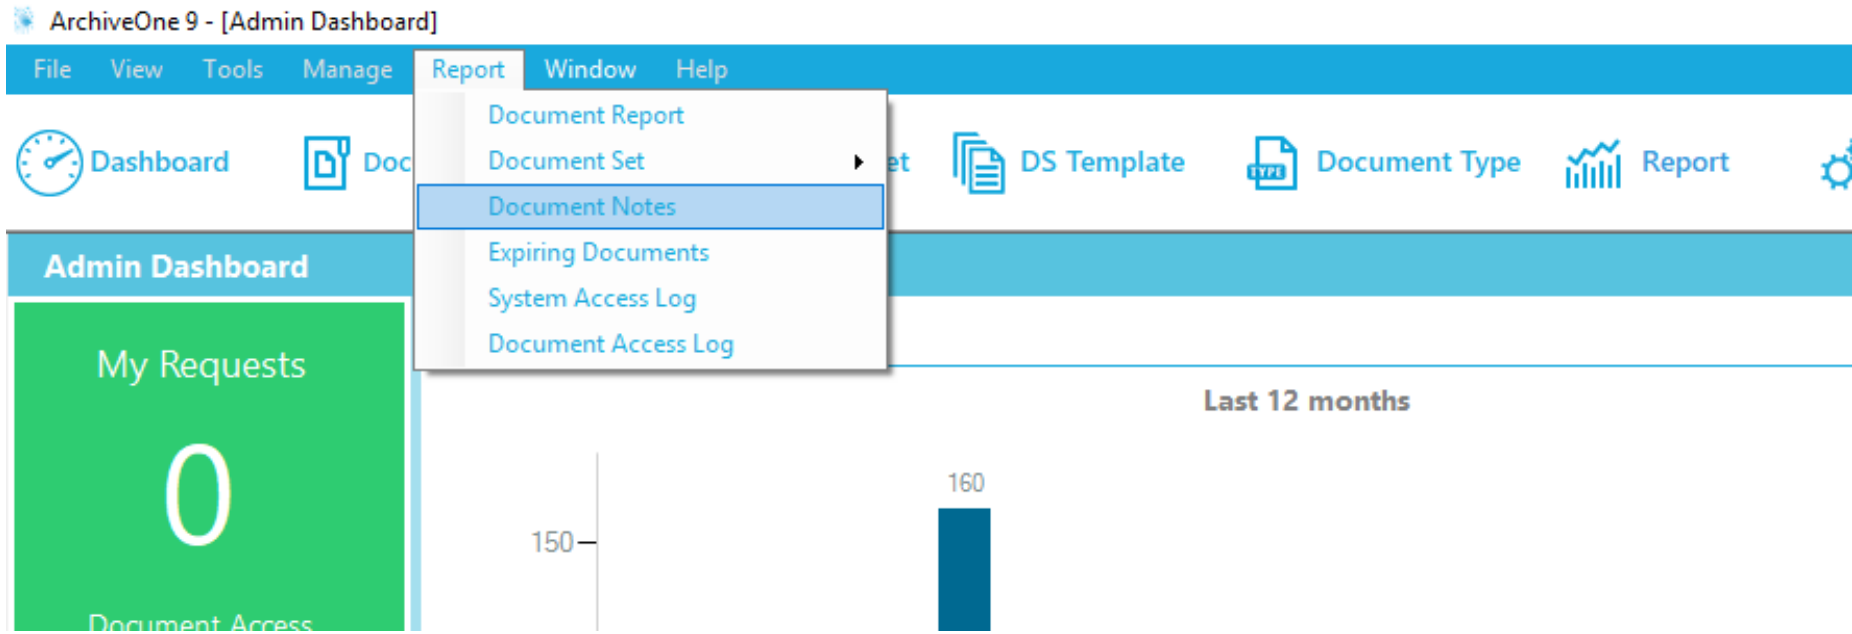 ArchiveOne 9 - [Admin Dashboard]
File View Tools Manage Report Window Help
Document Report
Document Set
Document Notes
Expiring Documents
System Access Log
Document Access Log
Dashboard Doc et DS Template Document Type Report
TYPE
Admin Dashboard
My Requests
0
Document Access
Last 12 months
160
150